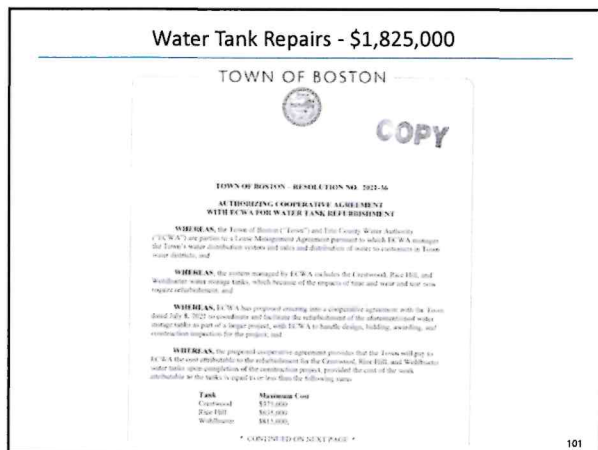 Water Tank Repairs - $1,825,000
TOWN OF BOSTON
COPY
TOWN OF BOSTON - RESOLUTION NO. 2021-36
AUTHORIZING COOPERATIVE AGREEMENT
WITH ECWA FOR WATER TANK REFURBISHMENT
WHEREAS, the Town of Boston ("Town") and Erie County Water Authority
("ECWA") are parties to a Lease Management Agreement pursuant to which ECWA manages
the Town's water distribution system and sales and distribution of water to customers in Town
water districts; and
WHEREAS, the system managed by ECWA includes the Crestwood, Rice Hill, and
water storage tanks, which because of the impacts of time and wear and tear now
require refurbishment; and
WHEREAS, ECWA has proposed entering into a cooperative agreement with the Town
dated July 8, 2021 to coordinate and facilitate the refurbishment of the aforementioned water
storage tanks as part of a larger project, with ECWA to handle design, bidding, awarding, and
construction inspection for the project; and
WHEREAS, the proposed cooperative agreement provides that the Town will pay to
ECWA the cost attributable to the refurbishment for the Crestwood, Rice Hill, and
water tanks upon completion of the construction project, provided the cost of the work
attributable to the tanks is equal to or less than the following sums
Tank Maximum Cost
Crestwood
Rice Hill
* CONTINUED ON NEXT PAGE *
101